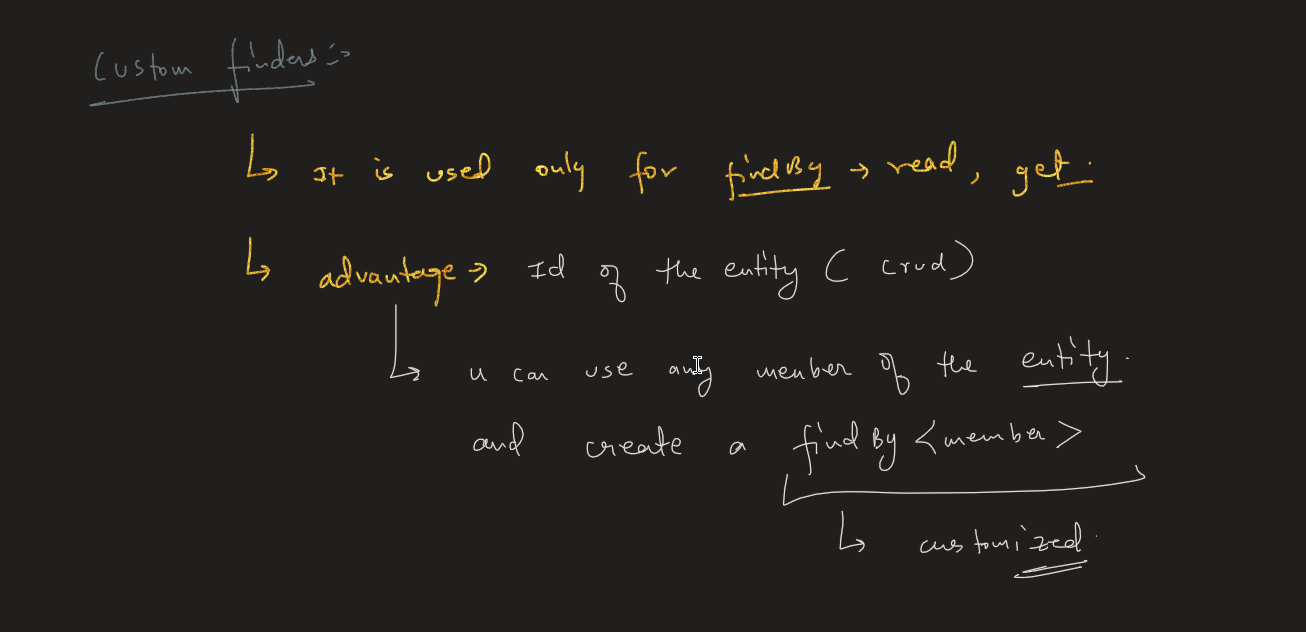 Custom finders :->
It is used only for findBy → read, get.
advantage → Id of the entity ( crud)
u can use any member of the entity.
and create a findBy <member>
customized.